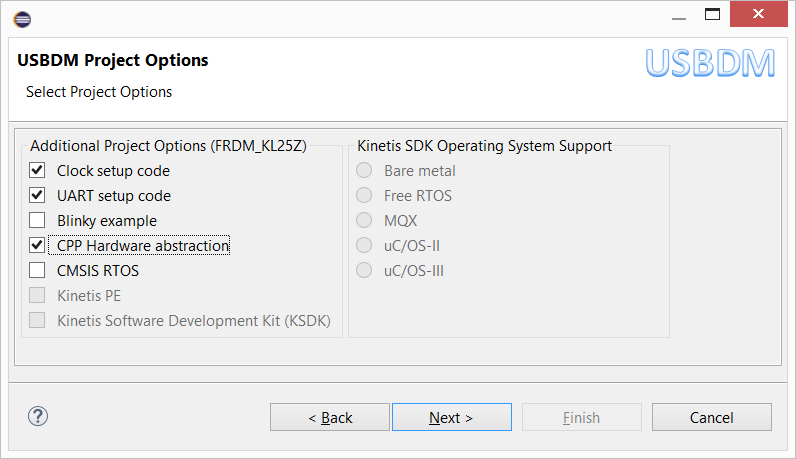 USBDM Project Options
USBDM
Select Project Options
Additional Project Options (FRDM_KL25Z)
Clock setup code
UART setup code
Blinky example
CPP Hardware abstraction
CMSIS RTOS
Kinetis PE
Kinetis Software Development Kit (KSDK)
Kinetis SDK Operating System Support
Bare metal
Free RTOS
MQX
uC/OS-II
uC/OS-III
?
< Back
Next >
Finish
Cancel